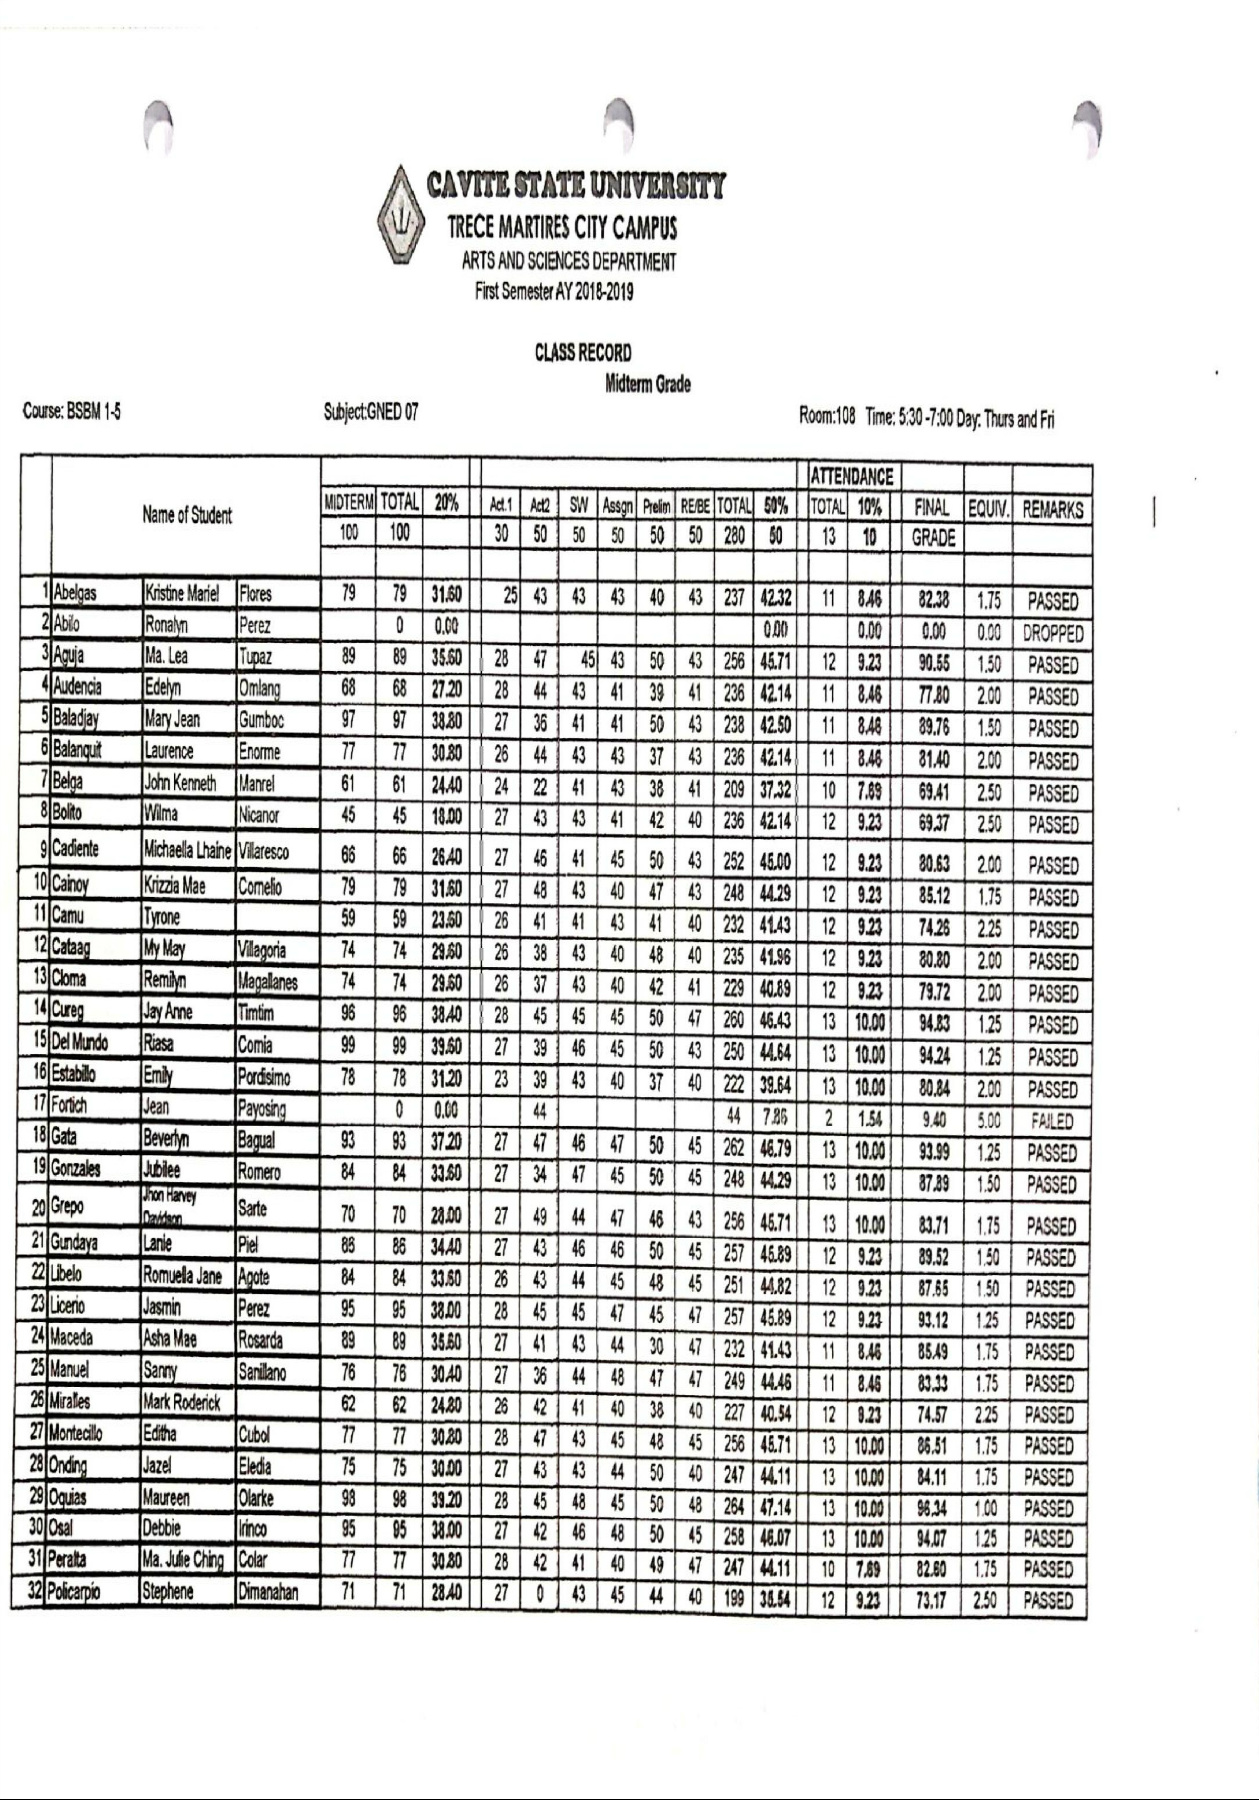 CAVITE STATE UNIVERSITY
TRECE MARTIRES CITY CAMPUS
ARTS AND SCIENCES DEPARTMENT
First Semester AY 2018-2019
CLASS RECORD
Midterm Grade
Course: BSBM 1-5 Subject:GNED 07 Room:108 Time: 5:30 -7:00 Day: Thurs and Fri
ATTENDANCE
Name of Student MIDTERM TOTAL 20% Act.1 Act2 SW Assgn Prelim RE/BE TOTAL 50% TOTAL 10% FINAL EQUIV. REMARKS
100 100 30 50 50 50 50 50 280 50 13 10 GRADE
1 Abelgas Kristine Mariel Flores 79 79 31.60 25 43 43 43 40 43 237 42.32 11 8.46 82.38 1.75 PASSED
2 Abilo Ronalyn Perez 0 0.00 0.00 0.00 0.00 0.00 DROPPED
3 Aguja Ma. Lea Tupaz 89 89 35.60 28 47 45 43 50 43 256 45.71 12 9.23 90.55 1.50 PASSED
4 Audencia Edelyn Omlang 68 68 27.20 28 44 43 41 39 41 236 42.14 11 8.46 77.80 2.00 PASSED
5 Baladjay Mary Jean Gumboc 97 97 38.80 27 36 41 41 50 43 238 42.50 11 8.46 89.76 1.50 PASSED
6 Balanquit Laurence Enorme 77 77 30.80 26 44 43 43 37 43 236 42.14 11 8.46 81.40 2.00 PASSED
7 Belga John Kenneth Manrel 61 61 24.40 24 22 41 43 38 41 209 37.32 10 7.69 69.41 2.50 PASSED
8 Bolito Wilma Nicanor 45 45 18.00 27 43 43 41 42 40 236 42.14 12 9.23 69.37 2.50 PASSED
9 Cadiente Michaella Lhaine Villaresco 66 66 26.40 27 46 41 45 50 43 252 45.00 12 9.23 80.63 2.00 PASSED
10 Cainoy Krizzia Mae Cornelio 79 79 31.60 27 48 43 40 47 43 248 44.29 12 9.23 85.12 1.75 PASSED
11 Camu Tyrone 59 59 23.60 26 41 41 43 41 40 232 41.43 12 9.23 74.26 2.25 PASSED
12 Cataag My May Villagoria 74 74 29.60 26 38 43 40 48 40 235 41.96 12 9.23 80.80 2.00 PASSED
13 Cloma Remilyn Magallanes 74 74 29.60 26 37 43 40 42 41 229 40.89 12 9.23 79.72 2.00 PASSED
14 Cureg Jay Anne Timtim 96 96 38.40 28 45 45 45 50 47 260 46.43 13 10.00 94.83 1.25 PASSED
15 Del Mundo Riasa Comia 99 99 39.60 27 39 46 45 50 43 250 44.64 13 10.00 94.24 1.25 PASSED
16 Estabillo Emily Pordisimo 78 78 31.20 23 39 43 40 37 40 222 39.64 13 10.00 80.84 2.00 PASSED
17 Fortich Jean Payosing 0 0.00 44 44 7.86 2 1.54 9.40 5.00 FAILED
18 Gata Beverlyn Bagual 93 93 37.20 27 47 46 47 50 45 262 46.79 13 10.00 93.99 1.25 PASSED
19 Gonzales Jubilee Romero 84 84 33.60 27 34 47 45 50 45 248 44.29 13 10.00 87.89 1.50 PASSED
20 Grepo Jhon Harvey Davidson Sarte 70 70 28.00 27 49 44 47 46 43 256 45.71 13 10.00 83.71 1.75 PASSED
21 Gundaya Lanie Piel 86 86 34.40 27 43 46 46 50 45 257 45.89 12 9.23 89.52 1.50 PASSED
22 Libelo Romuella Jane Agote 84 84 33.60 26 43 44 45 48 45 251 44.82 12 9.23 87.65 1.50 PASSED
23 Licerio Jasmin Perez 95 95 38.00 28 45 45 47 45 47 257 45.89 12 9.23 93.12 1.25 PASSED
24 Maceda Asha Mae Rosarda 89 89 35.60 27 41 43 44 30 47 232 41.43 11 8.46 85.49 1.75 PASSED
25 Manuel Sanny Sanillano 76 76 30.40 27 36 44 48 47 47 249 44.46 11 8.46 83.33 1.75 PASSED
26 Miralles Mark Roderick 62 62 24.80 26 42 41 40 38 40 227 40.54 12 9.23 74.57 2.25 PASSED
27 Montecillo Editha Cubol 77 77 30.80 28 47 43 45 48 45 256 45.71 13 10.00 86.51 1.75 PASSED
28 Onding Jazel Eledia 75 75 30.00 27 43 43 44 50 40 247 44.11 13 10.00 84.11 1.75 PASSED
29 Oquias Maureen Olarke 98 98 39.20 28 45 48 45 50 48 264 47.14 13 10.00 96.34 1.00 PASSED
30 Osal Debbie Irinco 95 95 38.00 27 42 46 48 50 45 258 46.07 13 10.00 94.07 1.25 PASSED
31 Peralta Ma. Julie Ching Colar 77 77 30.80 28 42 41 40 49 47 247 44.11 10 7.69 82.60 1.75 PASSED
32 Policarpio Stephene Dimanahan 71 71 28.40 27 0 43 45 44 40 199 35.54 12 9.23 73.17 2.50 PASSED